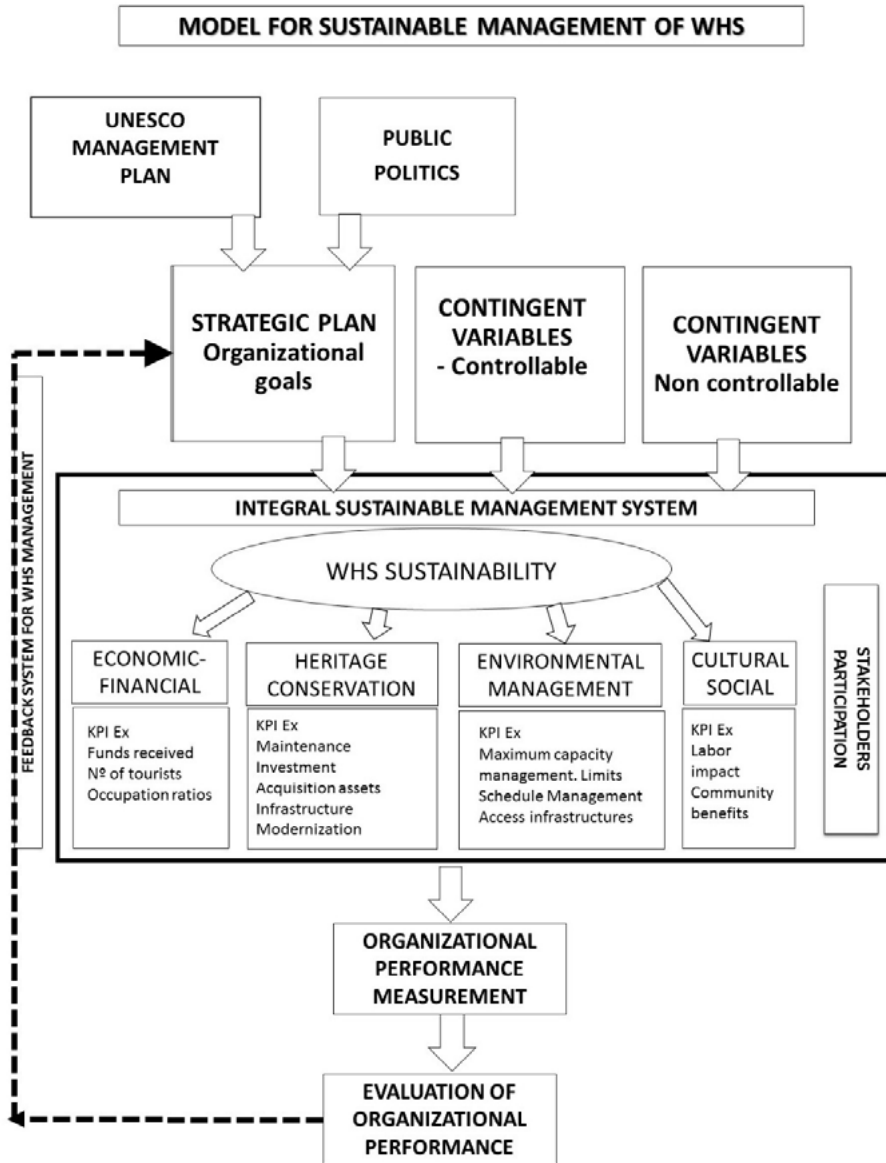 MODEL FOR SUSTAINABLE MANAGEMENT OF WHS
UNESCO
MANAGEMENT
PLAN
PUBLIC
POLITICS
STRATEGIC PLAN
Organizational
goals
CONTINGENT
VARIABLES
- Controllable
CONTINGENT
VARIABLES
Non controllable
FEEDBACK SYSTEM FOR WHS MANAGEMENT
INTEGRAL SUSTAINABLE MANAGEMENT SYSTEM
WHS SUSTAINABILITY
ECONOMIC-
FINANCIAL
KPI Ex
Funds received
Nº of tourists
Occupation ratios
HERITAGE
CONSERVATION
KPI Ex
Maintenance
Investment
Acquisition assets
Infrastructure
Modernization
ENVIRONMENTAL
MANAGEMENT
KPI Ex
Maximum capacity
management. Limits
Schedule Management
Access infrastructures
CULTURAL
SOCIAL
KPI Ex
Labor
impact
Community
benefits
STAKEHOLDERS
PARTICIPATION
ORGANIZATIONAL
PERFORMANCE
MEASUREMENT
EVALUATION OF
ORGANIZATIONAL
PERFORMANCE